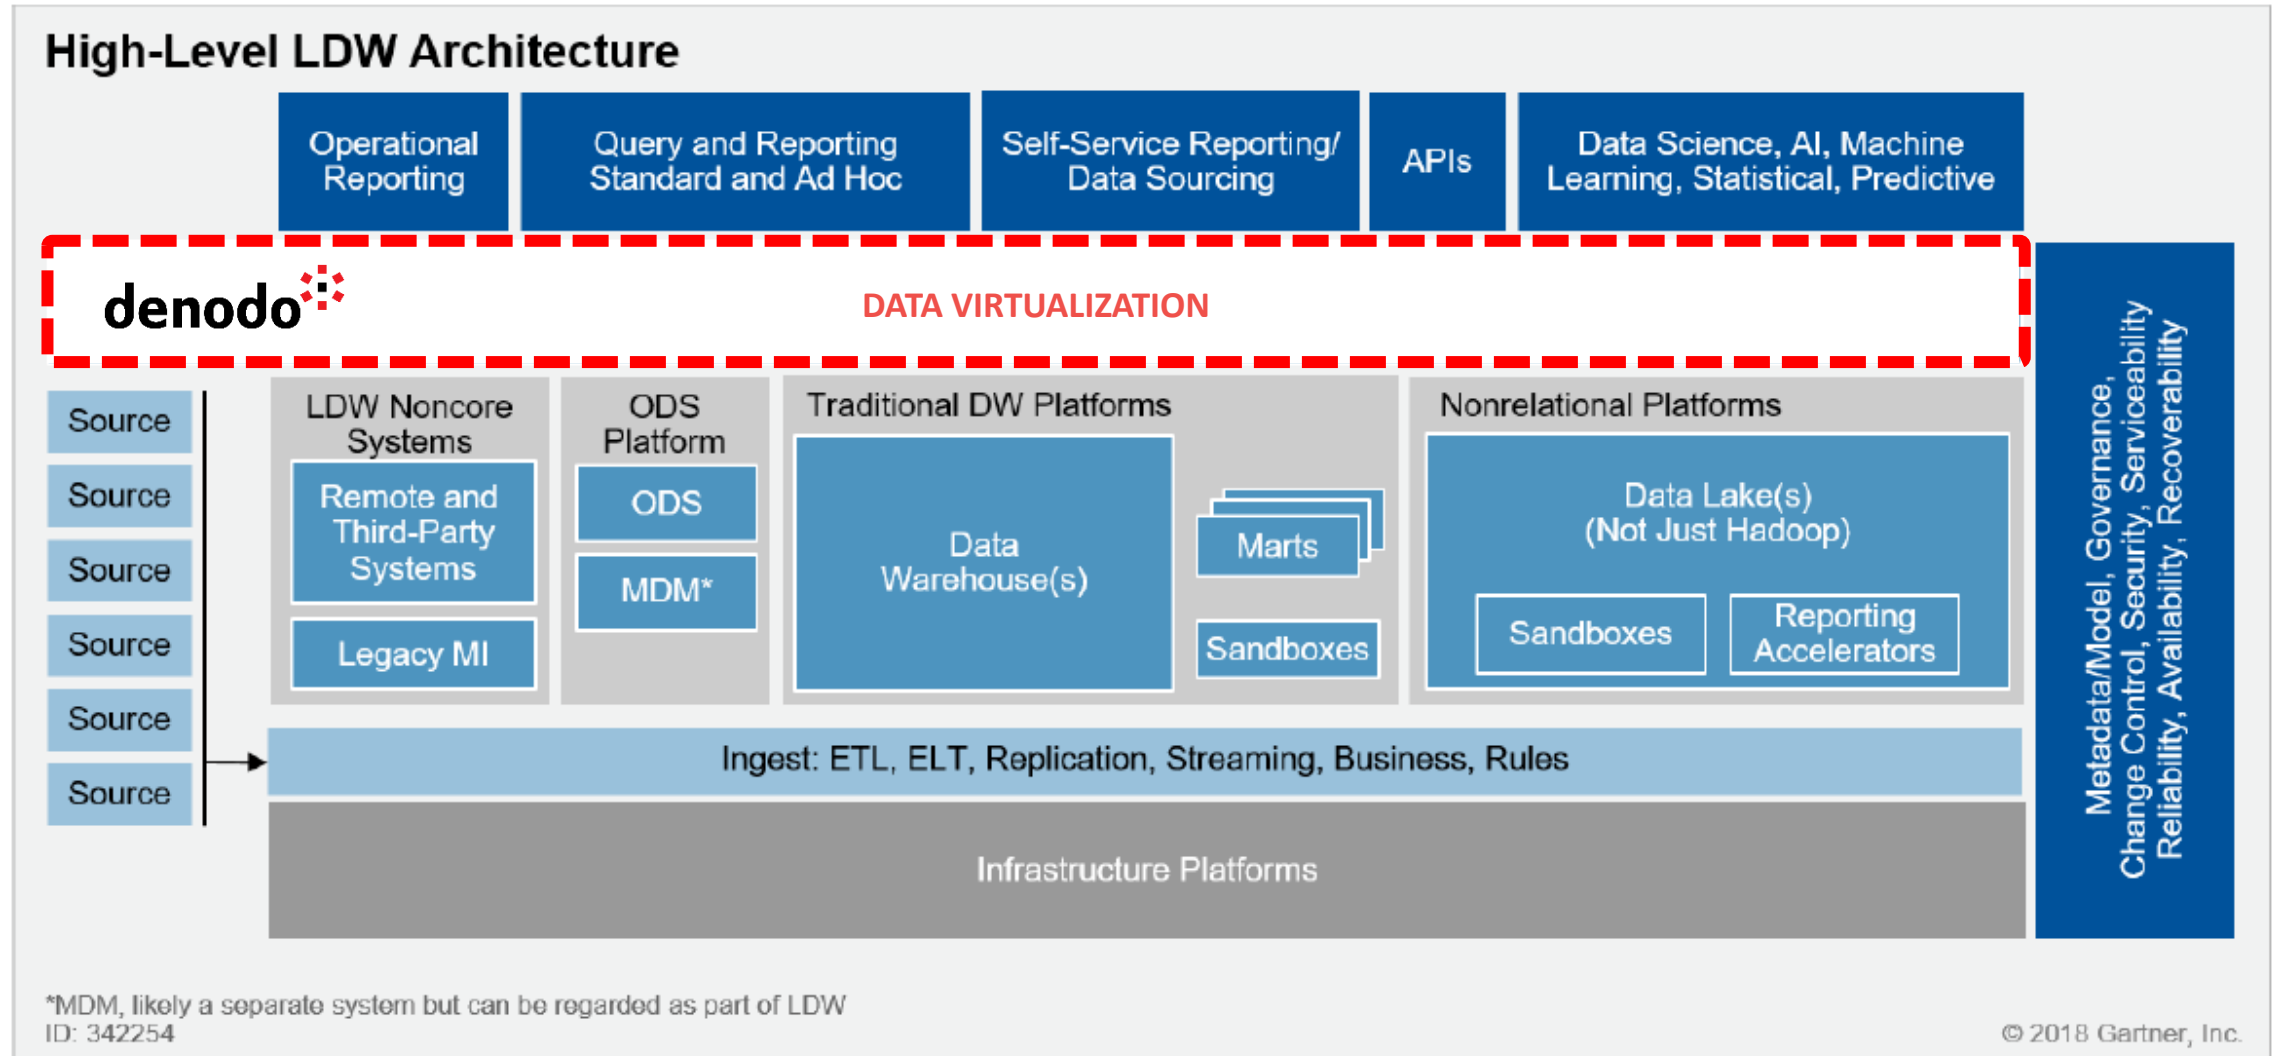 High-Level LDW Architecture
Operational
Reporting
Query and Reporting
Standard and Ad Hoc
Self-Service Reporting/
Data Sourcing
APIs
Data Science, AI, Machine
Learning, Statistical, Predictive
denodo
DATA VIRTUALIZATION
Source
Source
Source
Source
Source
Source
LDW Noncore
Systems
Remote and
Third-Party
Systems
Legacy MI
ODS
Platform
ODS
MDM*
Traditional DW Platforms
Data
Warehouse(s)
Marts
Sandboxes
Nonrelational Platforms
Data Lake(s)
(Not Just Hadoop)
Sandboxes
Reporting
Accelerators
Ingest: ETL, ELT, Replication, Streaming, Business, Rules
Infrastructure Platforms
Metadata/Model, Governance,
Change Control, Security, Serviceability
Reliability, Availability, Recoverability
*MDM, likely a separate system but can be regarded as part of LDW
ID: 342254
© 2018 Gartner, Inc.